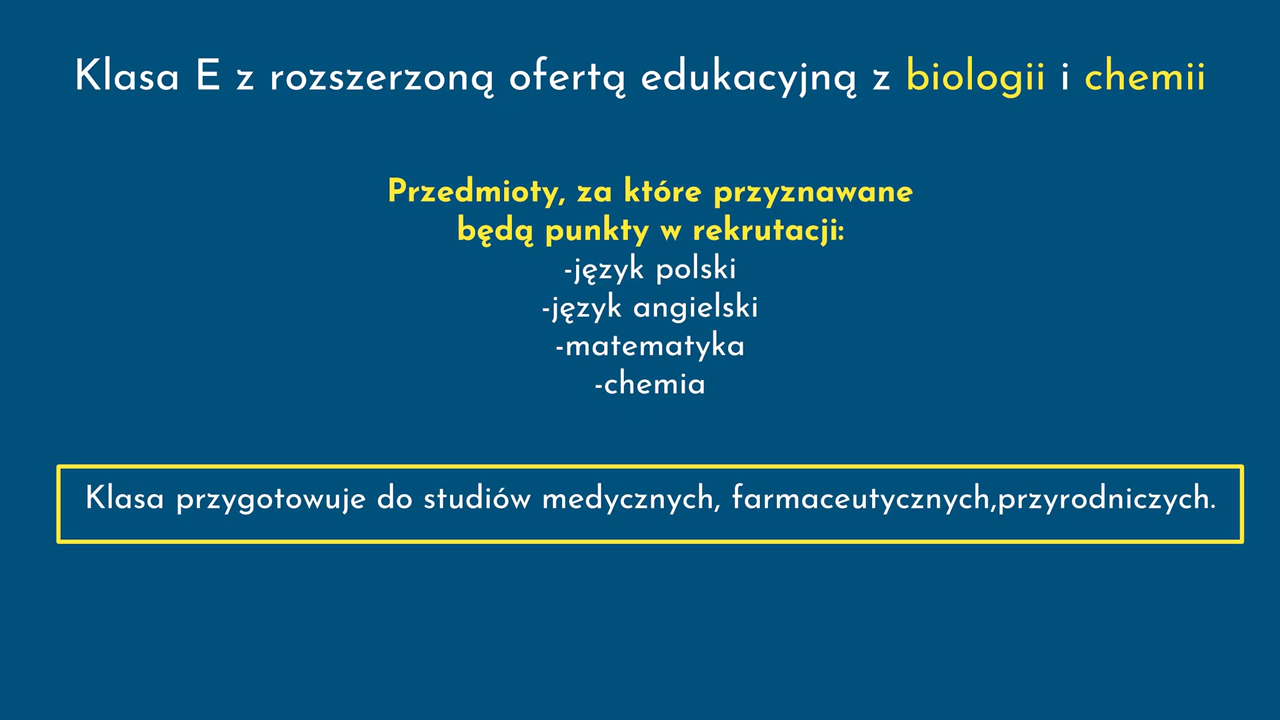 Klasa E z rozszerzoną ofertą edukacyjną z biologii i chemii
Przedmioty, za które przyznawane
będą punkty w rekrutacji:
-język polski
-język angielski
-matematyka
-chemia
Klasa przygotowuje do studiów medycznych, farmaceutycznych,przyrodniczych.